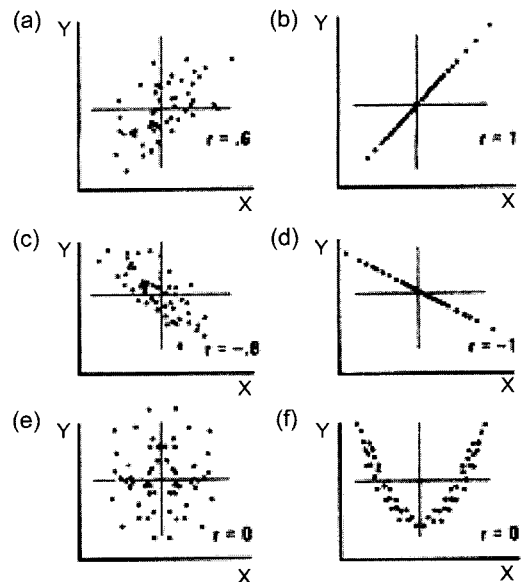 (a) Y
r = .6
X
(b) Y
r = 1
X
(c) Y
r = -.8
X
(d) Y
r = -1
X
(e) Y
r = 0
X
(f) Y
r = 0
X